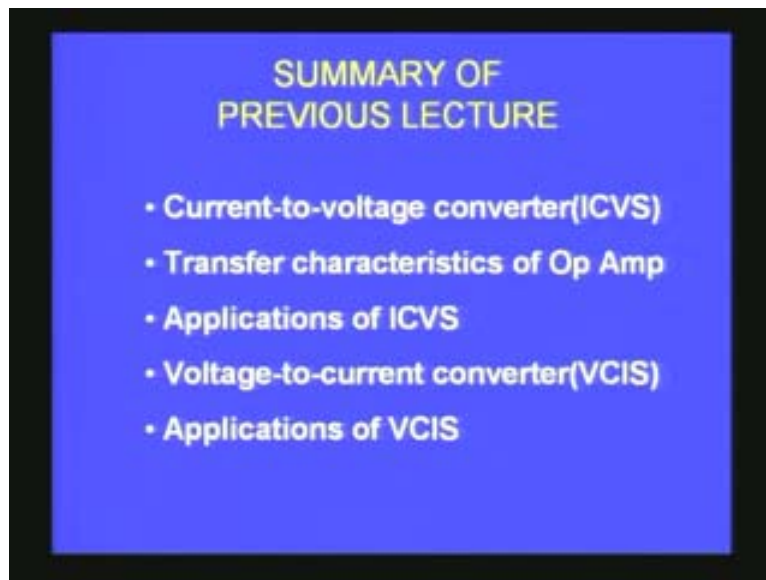 SUMMARY OF
PREVIOUS LECTURE
• Current-to-voltage converter(ICVS)
• Transfer characteristics of Op Amp
• Applications of ICVS
• Voltage-to-current converter(VCIS)
• Applications of VCIS